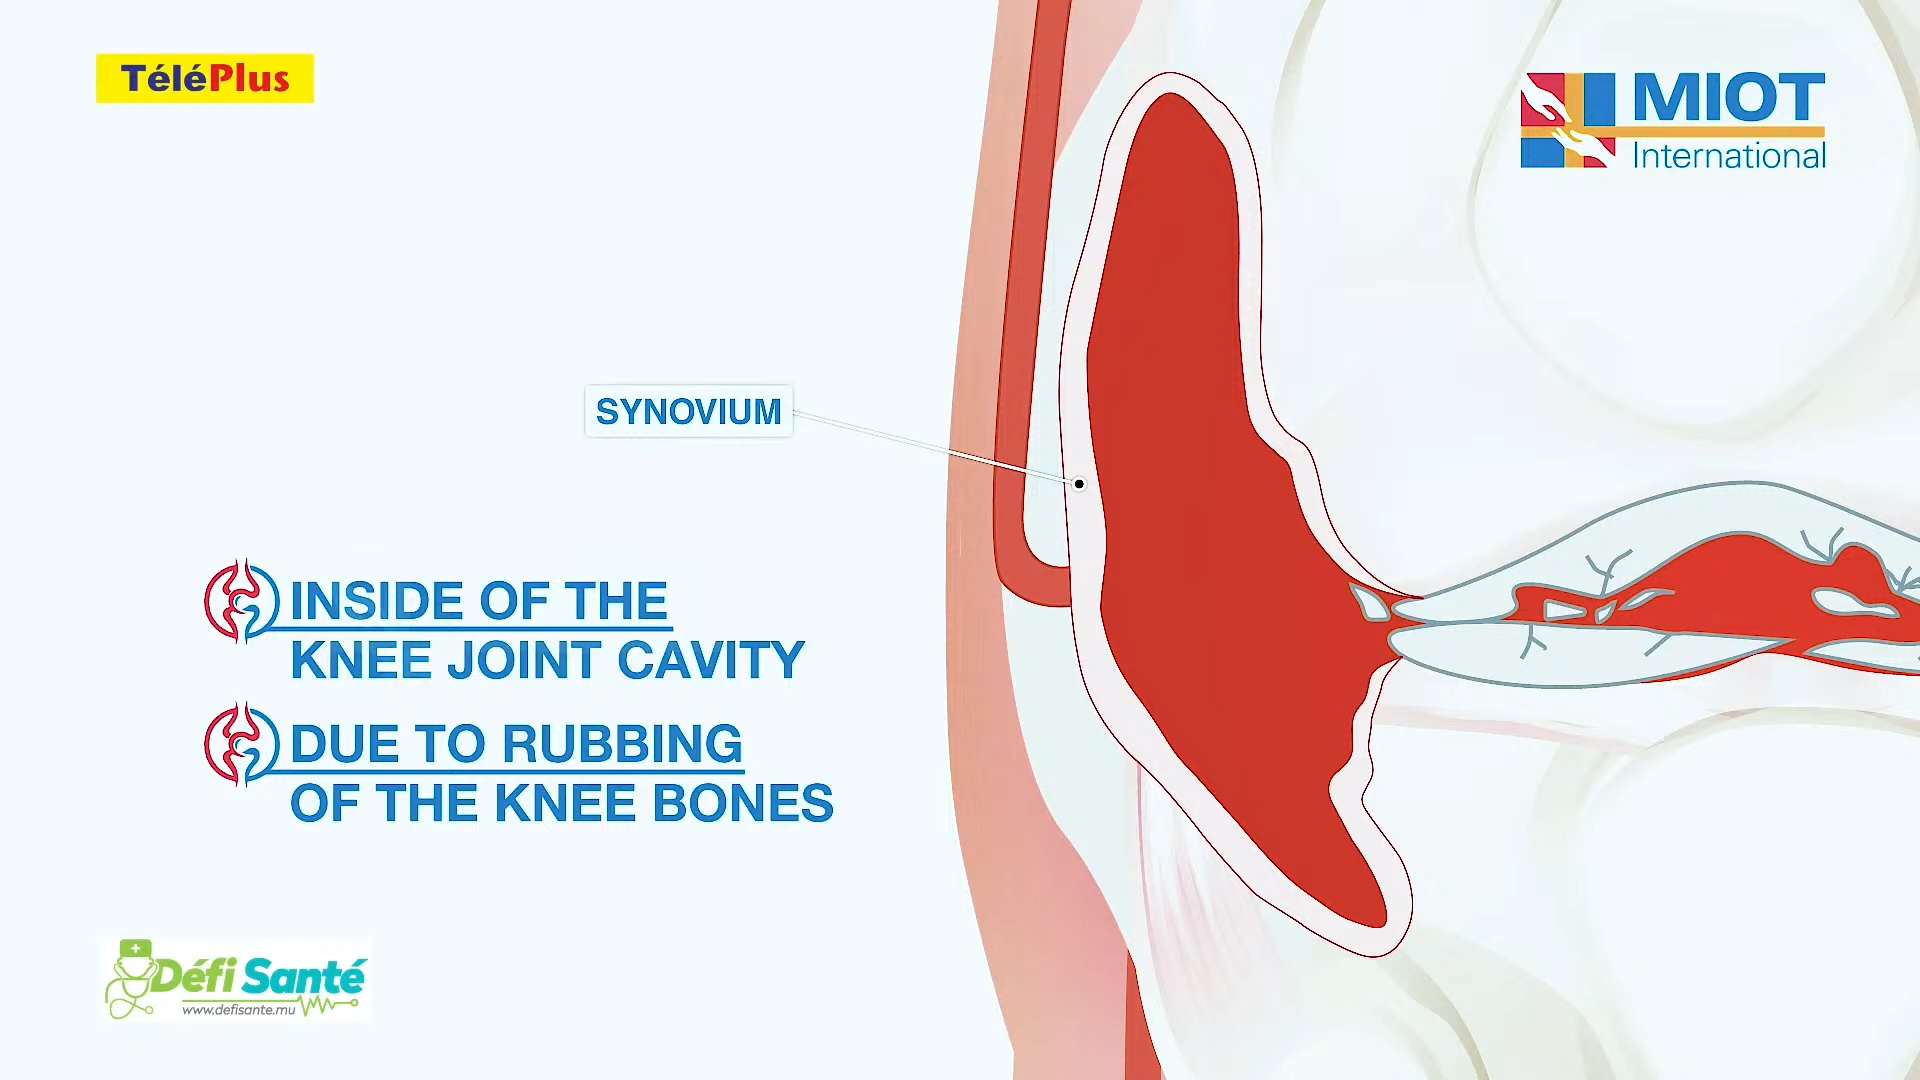 TéléPlus
MIOT
International
SYNOVIUM
INSIDE OF THE
KNEE JOINT CAVITY
DUE TO RUBBING
OF THE KNEE BONES
Défi Santé
www.defisante.mu